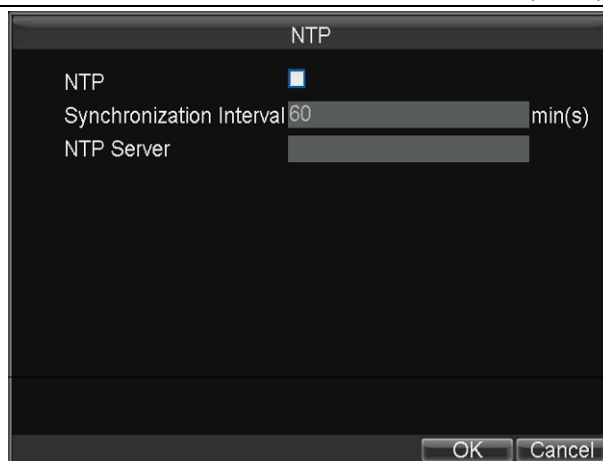 NTP
NTP
Synchronization Interval 60 min(s)
NTP Server
OK Cancel